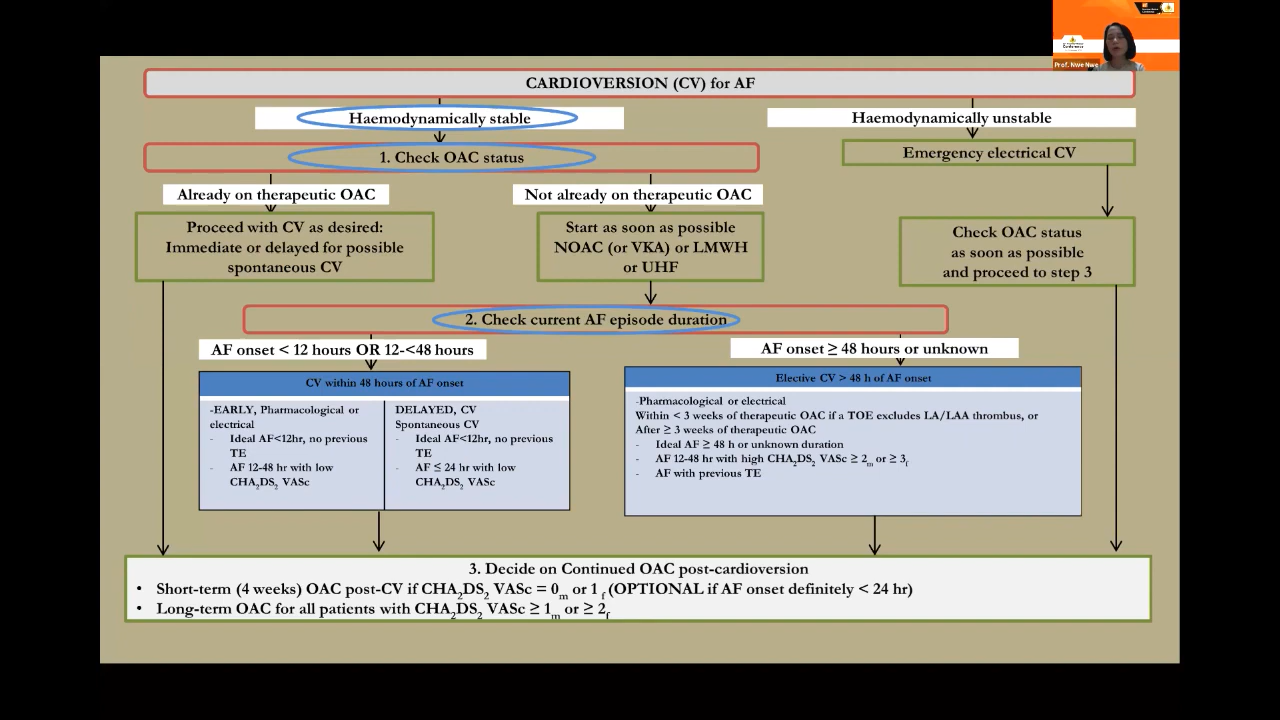 Conference
Prof. Nwe Nwe
CARDIOVERSION (CV) for AF
Haemodynamically stable
Haemodynamically unstable
1. Check OAC status
Emergency electrical CV
Already on therapeutic OAC
Not already on therapeutic OAC
Proceed with CV as desired:
Immediate or delayed for possible
spontaneous CV
Start as soon as possible
NOAC (or VKA) or LMWH
or UHF
Check OAC status
as soon as possible
and proceed to step 3
2. Check current AF episode duration
AF onset < 12 hours OR 12-<48 hours
AF onset ≥ 48 hours or unknown
CV within 48 hours of AF onset
-EARLY, Pharmacological or
electrical
- Ideal AF<12hr, no previous
TE
- AF 12-48 hr with low
CHA2DS2 VASc
DELAYED, CV
Spontaneous CV
- Ideal AF<12hr, no previous
TE
- AF ≤ 24 hr with low
CHA2DS2 VASc
Elective CV > 48 h of AF onset
-Pharmacological or electrical
Within < 3 weeks of therapeutic OAC if a TOE excludes LA/LAA thrombus, or
After ≥ 3 weeks of therapeutic OAC
- Ideal AF ≥ 48 h or unknown duration
- AF 12-48 hr with high CHA2DS2 VASc ≥ 2m or ≥ 3f
- AF with previous TE
3. Decide on Continued OAC post-cardioversion
• Short-term (4 weeks) OAC post-CV if CHA2DS2 VASc = 0m or 1 f (OPTIONAL if AF onset definitely < 24 hr)
• Long-term OAC for all patients with CHA2DS2 VASc ≥ 1m or ≥ 2f